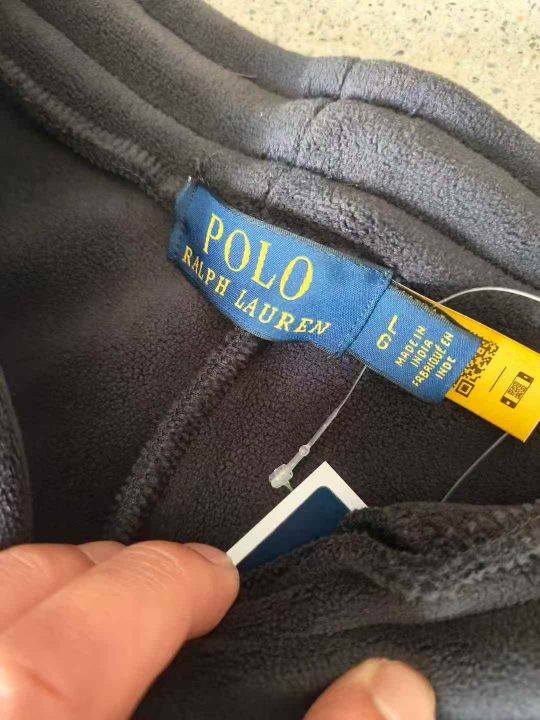 POLO
RALPH LAUREN
L
G
MADE IN
INDIA
FABRIQUÉ EN
INDE